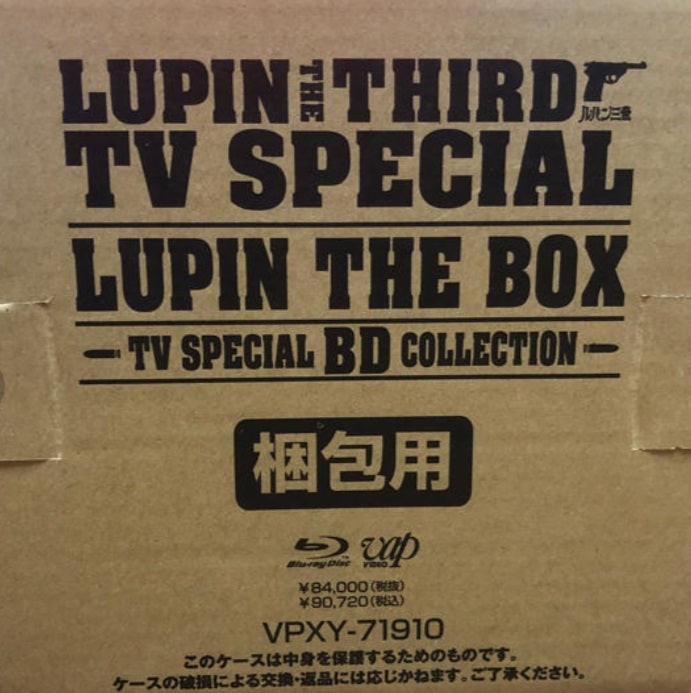 LUPIN THE THIRD
ルパン三世
TV SPECIAL
LUPIN THE BOX
TV SPECIAL BD COLLECTION
梱包用
Blu-ray Disc™ vap VIDEO
¥84,000(税抜)
¥90,720(税込)
VPXY-71910
このケースは中身を保護するためのものです。
ケースの破損による交換・返品には応じかねます。ご了承ください。